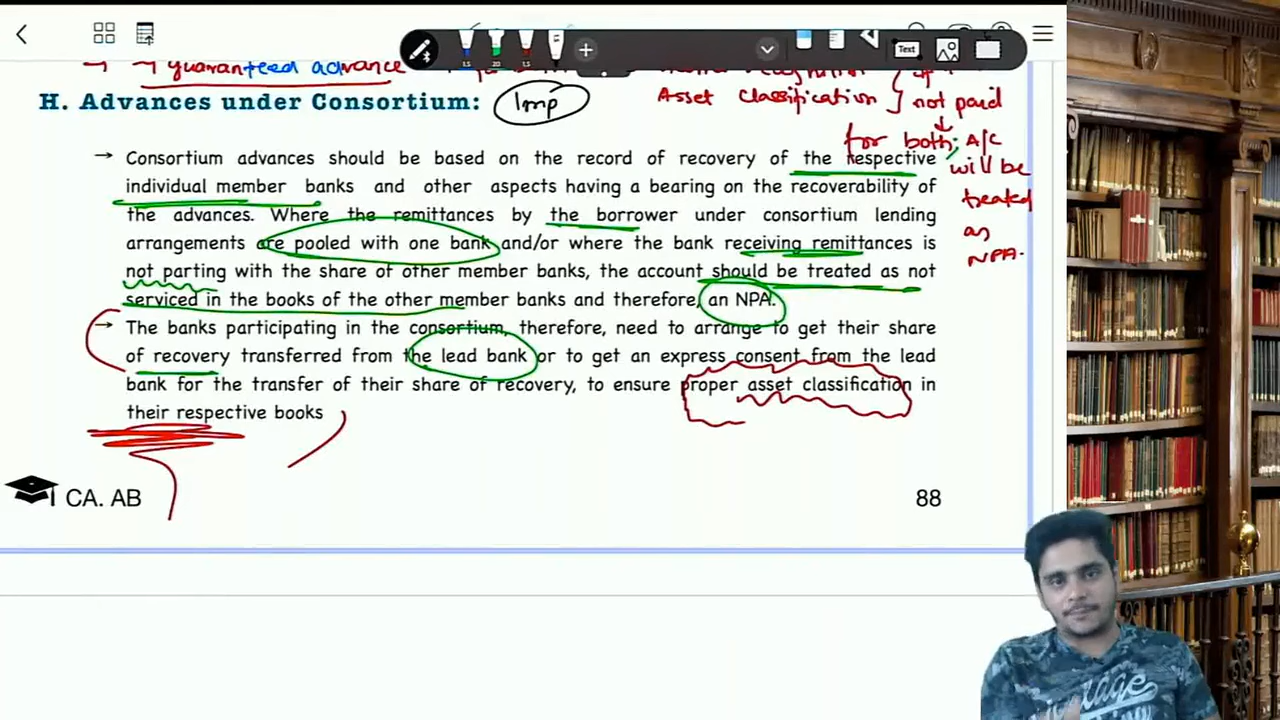 Text
1.5 20 1.5
guaranteed advance
Asset classification } not paid
H. Advances under Consortium: Imp
for both; A/C
will be
treated
as
NPA.
→ Consortium advances should be based on the record of recovery of the respective
individual member banks and other aspects having a bearing on the recoverability of
the advances. Where the remittances by the borrower under consortium lending
arrangements are pooled with one bank and/or where the bank receiving remittances is
not parting with the share of other member banks, the account should be treated as not
serviced in the books of the other member banks and therefore, an NPA.
→ The banks participating in the consortium, therefore, need to arrange to get their share
of recovery transferred from the lead bank or to get an express consent from the lead
bank for the transfer of their share of recovery, to ensure proper asset classification in
their respective books
CA. AB
88